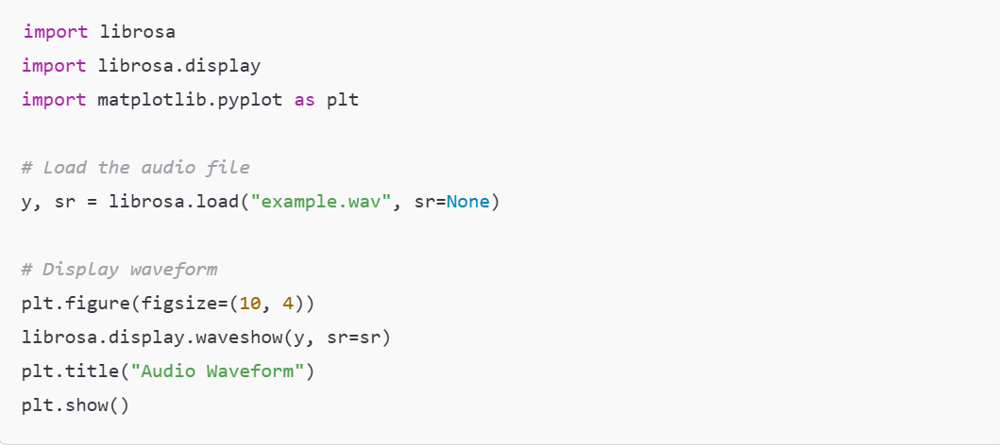 import librosa
import librosa.display
import matplotlib.pyplot as plt
# Load the audio file
y, sr = librosa.load("example.wav", sr=None)
# Display waveform
plt.figure(figsize=(10, 4))
librosa.display.waveshow(y, sr=sr)
plt.title("Audio Waveform")
plt.show()